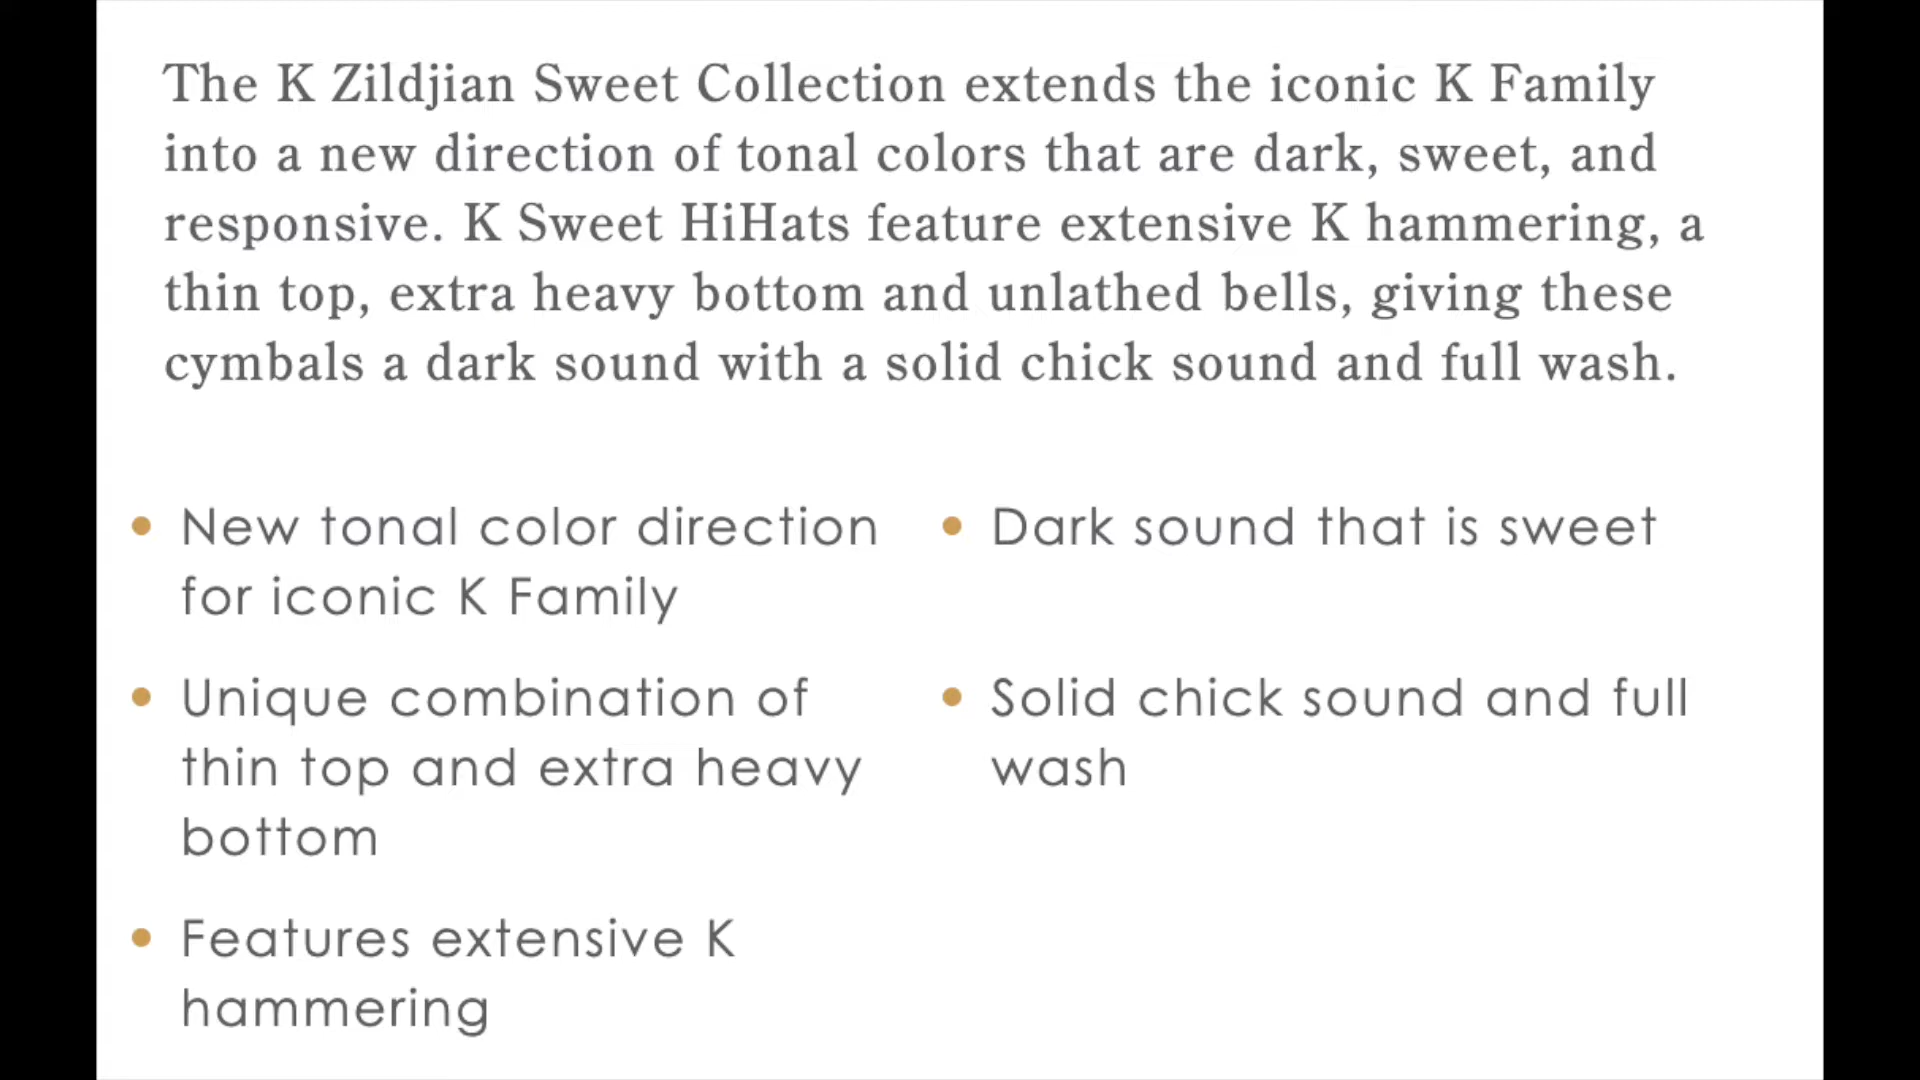 The K Zildjian Sweet Collection extends the iconic K Family
into a new direction of tonal colors that are dark, sweet, and
responsive. K Sweet HiHats feature extensive K hammering, a
thin top, extra heavy bottom and unlathed bells, giving these
cymbals a dark sound with a solid chick sound and full wash.
• New tonal color direction
for iconic K Family
• Unique combination of
thin top and extra heavy
bottom
• Features extensive K
hammering
• Dark sound that is sweet
• Solid chick sound and full
wash